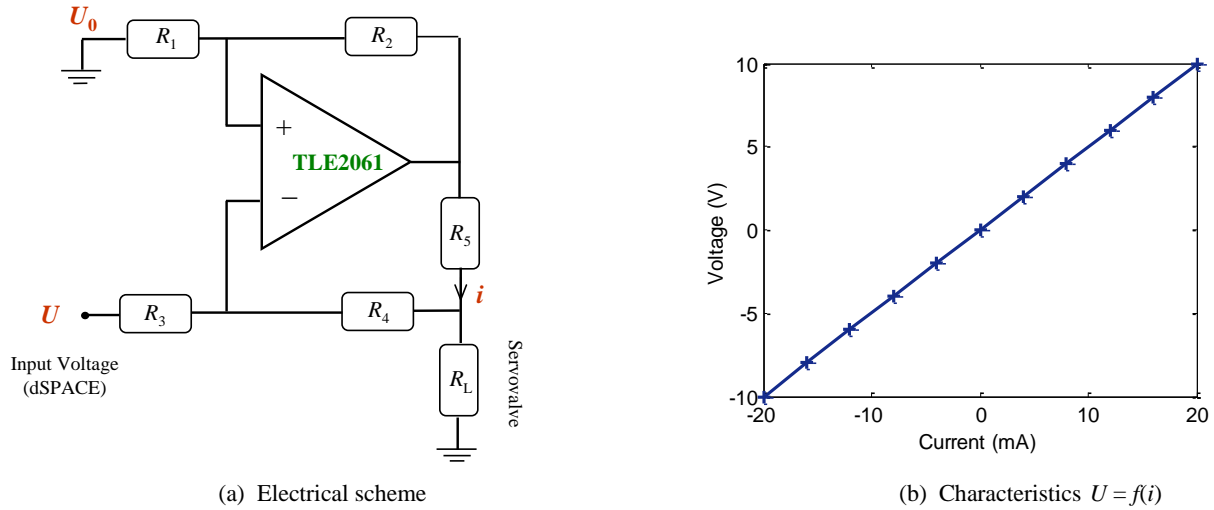 U₀
R₁
R₂
+
TLE2061
−
R₅
i
U
R₃
R₄
Input Voltage
(dSPACE)
R_L
Servovalve
(a) Electrical scheme
10
5
0
-5
-10
Voltage (V)
-20
-10
0
10
20
Current (mA)
(b) Characteristics U = f(i)